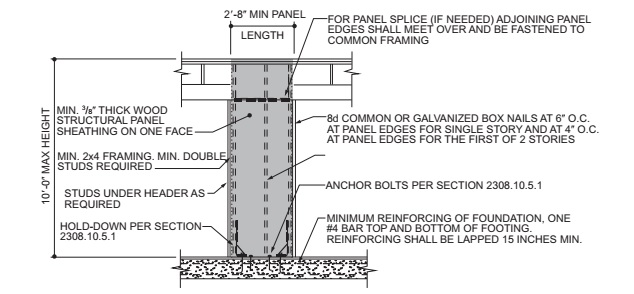 2'-8" MIN PANEL
LENGTH
FOR PANEL SPLICE (IF NEEDED) ADJOINING PANEL
EDGES SHALL MEET OVER AND BE FASTENED TO
COMMON FRAMING
10'-0" MAX HEIGHT
MIN. 3/8" THICK WOOD
STRUCTURAL PANEL
SHEATHING ON ONE FACE
8d COMMON OR GALVANIZED BOX NAILS AT 6" O.C.
AT PANEL EDGES FOR SINGLE STORY AND AT 4" O.C.
AT PANEL EDGES FOR THE FIRST OF 2 STORIES
MIN. 2x4 FRAMING. MIN. DOUBLE
STUDS REQUIRED
STUDS UNDER HEADER AS
REQUIRED
ANCHOR BOLTS PER SECTION 2308.10.5.1
HOLD-DOWN PER SECTION
2308.10.5.1
MINIMUM REINFORCING OF FOUNDATION, ONE
#4 BAR TOP AND BOTTOM OF FOOTING.
REINFORCING SHALL BE LAPPED 15 INCHES MIN.